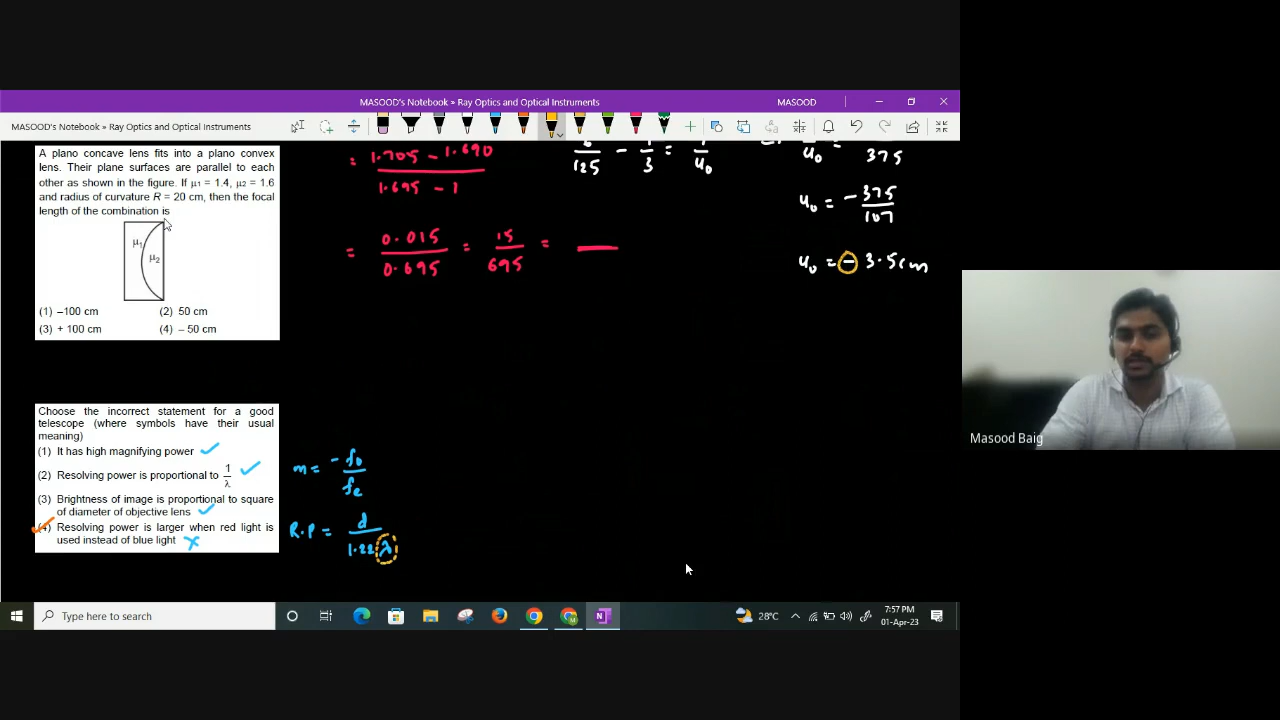 MASOOD's Notebook » Ray Optics and Optical Instruments
MASOOD
MASOOD's Notebook » Ray Optics and Optical Instruments
A plano concave lens fits into a plano convex
lens. Their plane surfaces are parallel to each
other as shown in the figure. If μ1 = 1.4, μ2 = 1.6
and radius of curvature R = 20 cm, then the focal
length of the combination is
μ1
μ2
(1) –100 cm (2) 50 cm
(3) + 100 cm (4) – 50 cm
= 1.705 - 1.690
1.695 - 1
= 0.015 = 15 =
0.695 695
125 - 3 = u₀
u₀ 375
u₀ = - 375
107
u₀ = - 3.5cm
Choose the incorrect statement for a good
telescope (where symbols have their usual
meaning)
(1) It has high magnifying power
(2) Resolving power is proportional to 1/λ
(3) Brightness of image is proportional to square
of diameter of objective lens
(4) Resolving power is larger when red light is
used instead of blue light
m = -fo
fe
R.P = d
1.22 λ
Masood Baig
Type here to search
28°C
7:57 PM
01-Apr-23